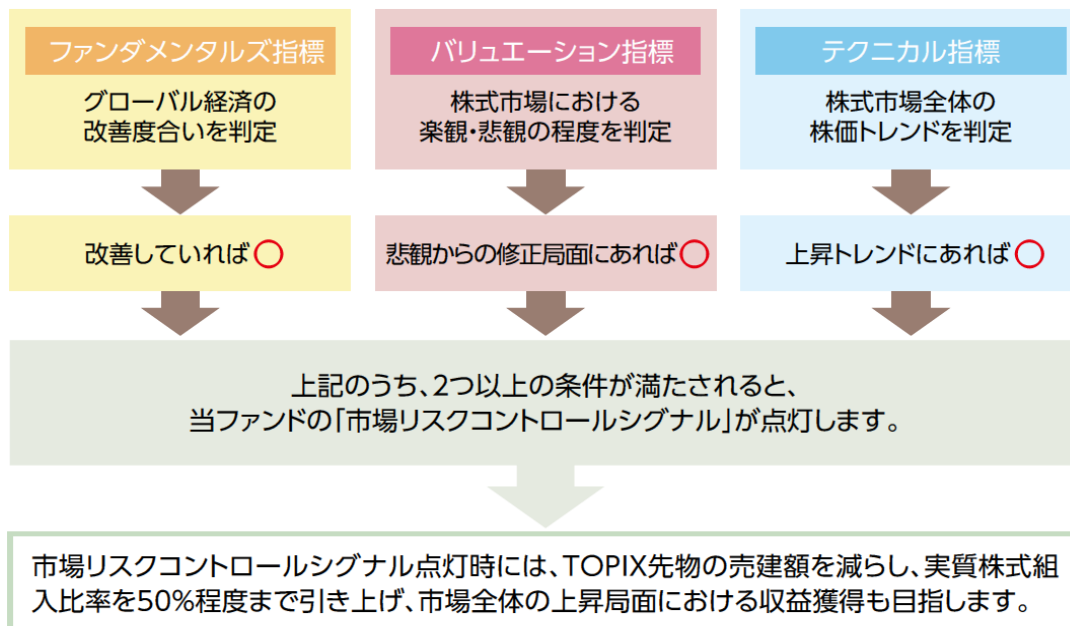 ファンダメンタルズ指標
グローバル経済の
改善度合いを判定
バリュエーション指標
株式市場における
楽観・悲観の程度を判定
テクニカル指標
株式市場全体の
株価トレンドを判定
改善していれば○
悲観からの修正局面にあれば○
上昇トレンドにあれば○
上記のうち、2つ以上の条件が満たされると、
当ファンドの「市場リスクコントロールシグナル」が点灯します。
市場リスクコントロールシグナル点灯時には、TOPIX先物の売建額を減らし、実質株式組
入比率を50%程度まで引き上げ、市場全体の上昇局面における収益獲得も目指します。